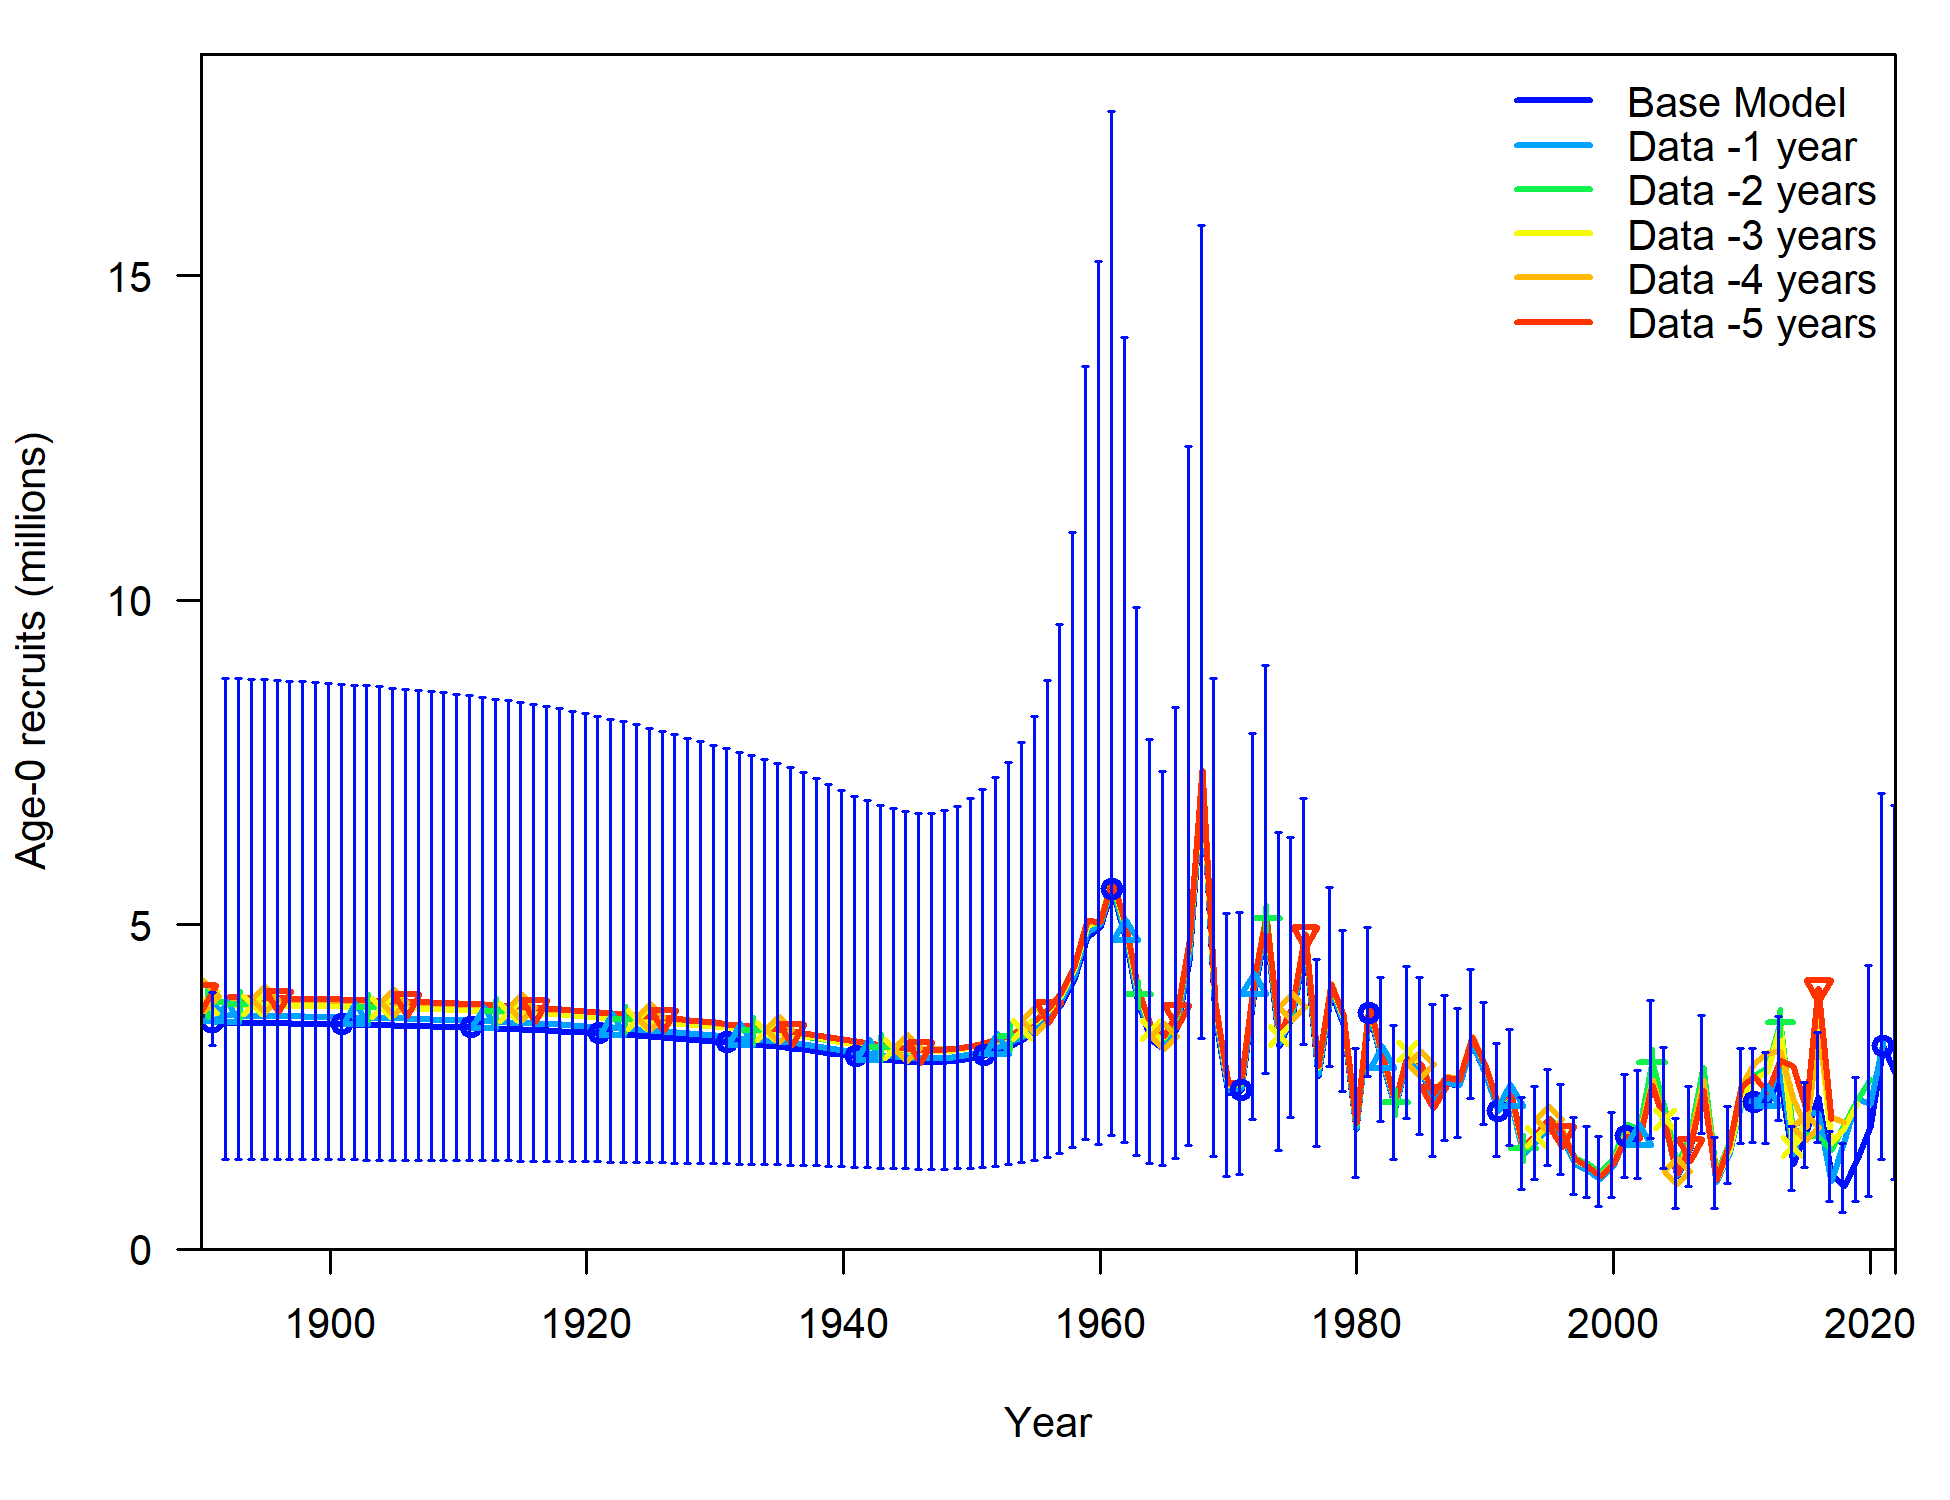 Base Model
Data -1 year
Data -2 years
Data -3 years
Data -4 years
Data -5 years
15
10
5
0
Age-0 recruits (millions)
1900 1920 1940 1960 1980 2000 2020
Year